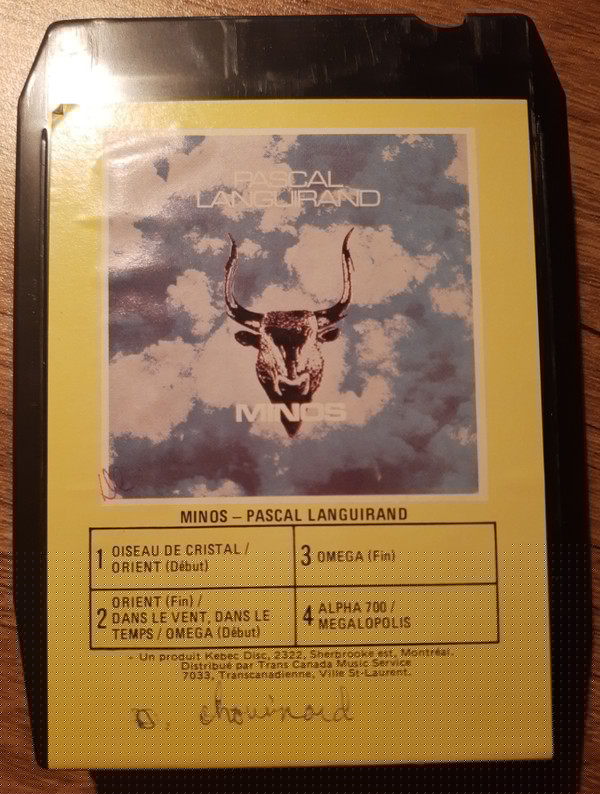 PASCAL
LANGUIRAND
MINOS
MINOS – PASCAL LANGUIRAND
1 OISEAU DE CRISTAL /
ORIENT (Début)
2 ORIENT (Fin) /
DANS LE VENT, DANS LE
TEMPS / OMEGA (Début)
3 OMEGA (Fin)
4 ALPHA 700 /
MEGALOPOLIS
- Un produit Kebec Disc, 2322, Sherbrooke est, Montréal.
Distribué par Trans Canada Music Service
7033, Transcanadienne, Ville St-Laurent.
chouinard